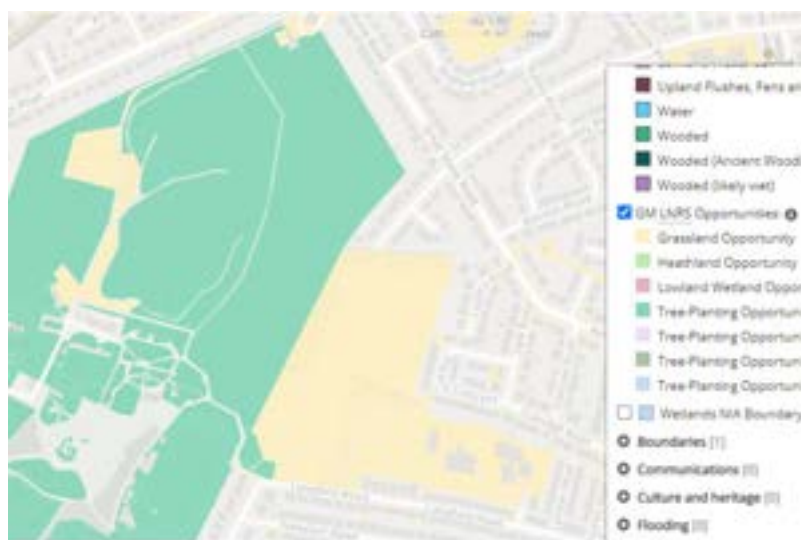 Upland Flushes, Fens an
Water
Wooded
Wooded (Ancient Woodl
Wooded (likely wet)
GM LNRS Opportunities
Grassland Opportunity
Heathland Opportunity
Lowland Wetland Oppor
Tree-Planting Opportun
Tree-Planting Opportun
Tree-Planting Opportun
Tree-Planting Opportun
Wetlands NIA Boundary
Boundaries [1]
Communications [0]
Culture and heritage [0]
Flooding [0]